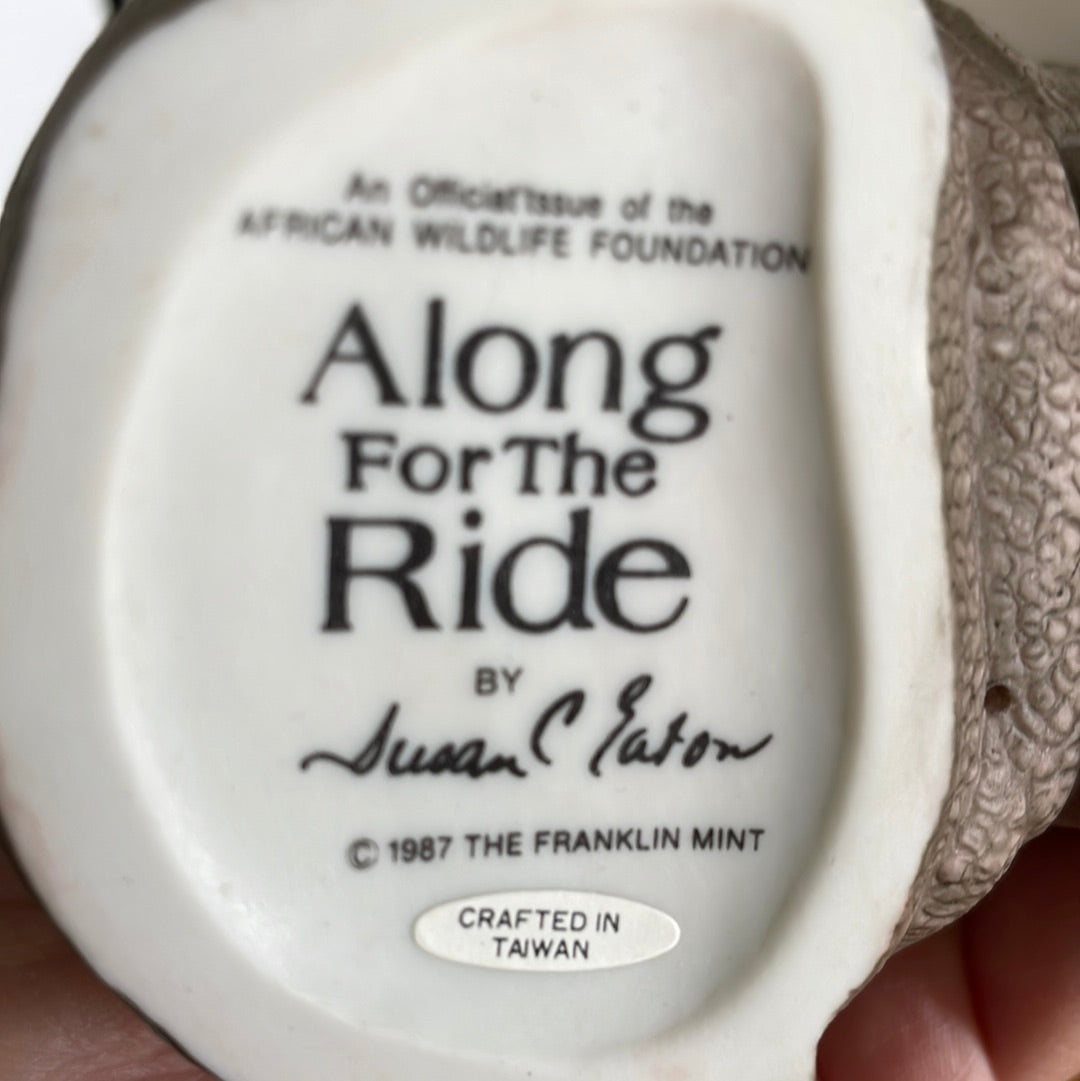 An Official Issue of the
AFRICAN WILDLIFE FOUNDATION
Along
For The
Ride
BY
Susan C Eaton
© 1987 THE FRANKLIN MINT
CRAFTED IN
TAIWAN